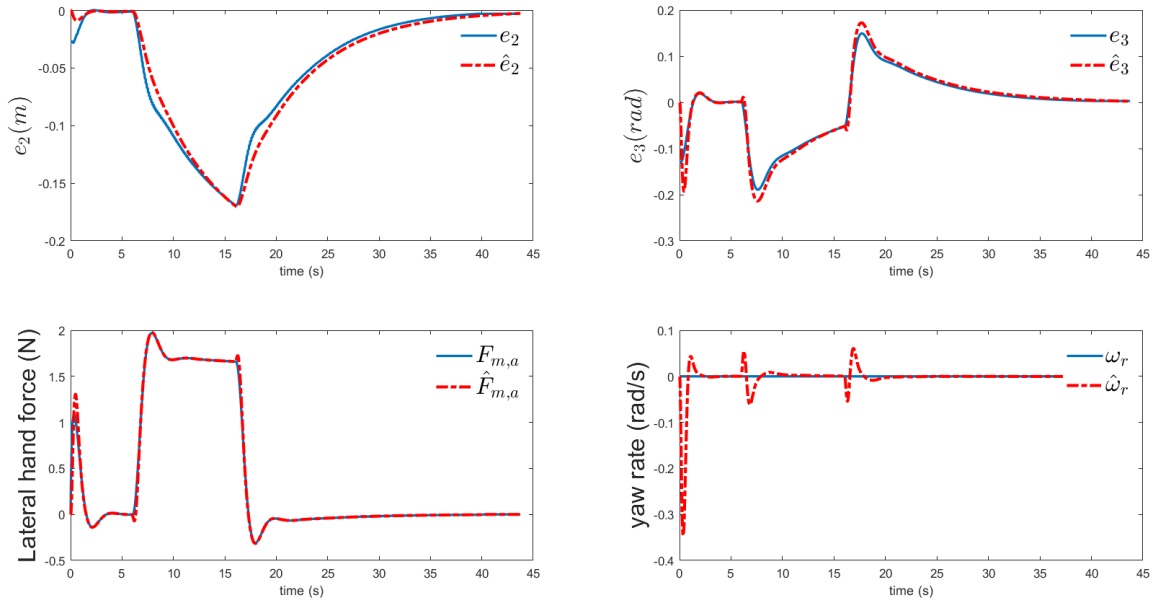 0
-0.05
-0.1
-0.15
-0.2
e₂(m)
e₂
ê₂
0 5 10 15 20 25 30 35 40 45
time (s)
0.2
0.1
0
-0.1
-0.2
-0.3
e₃(rad)
e₃
ê₃
0 5 10 15 20 25 30 35 40 45
time (s)
2
1.5
1
0.5
0
-0.5
Lateral hand force (N)
Fₘ,ₐ
F̂ₘ,ₐ
0 5 10 15 20 25 30 35 40 45
time (s)
0.1
0
-0.1
-0.2
-0.3
-0.4
yaw rate (rad/s)
ωᵣ
ω̂ᵣ
0 5 10 15 20 25 30 35 40 45
time (s)